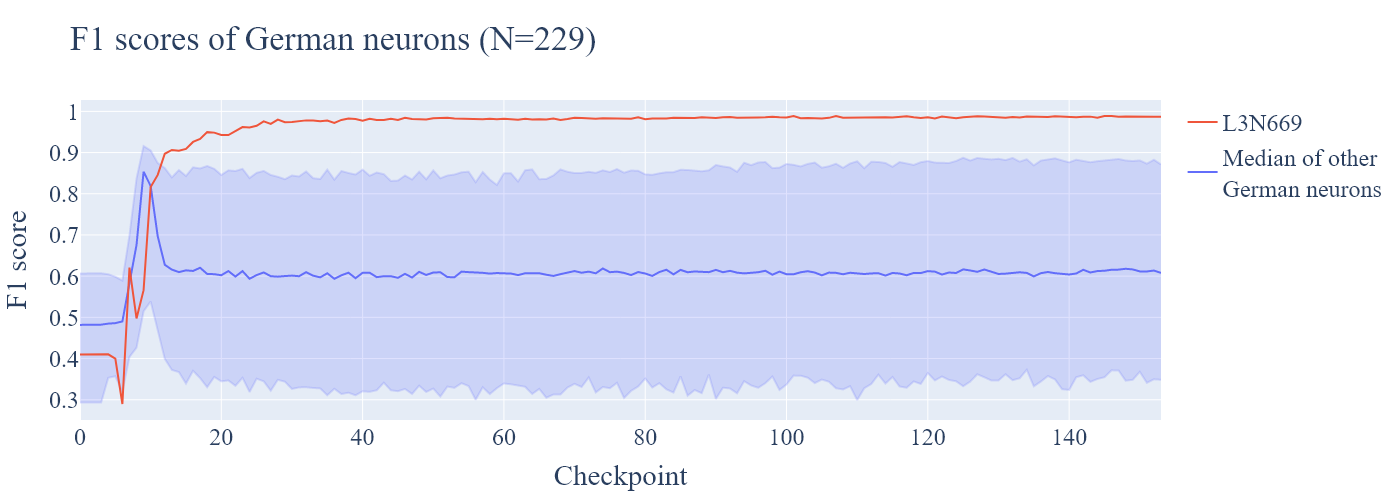 F1 scores of German neurons (N=229)
F1 score
1
0.9
0.8
0.7
0.6
0.5
0.4
0.3
0
20
40
60
80
100
120
140
Checkpoint
L3N669
Median of other
German neurons